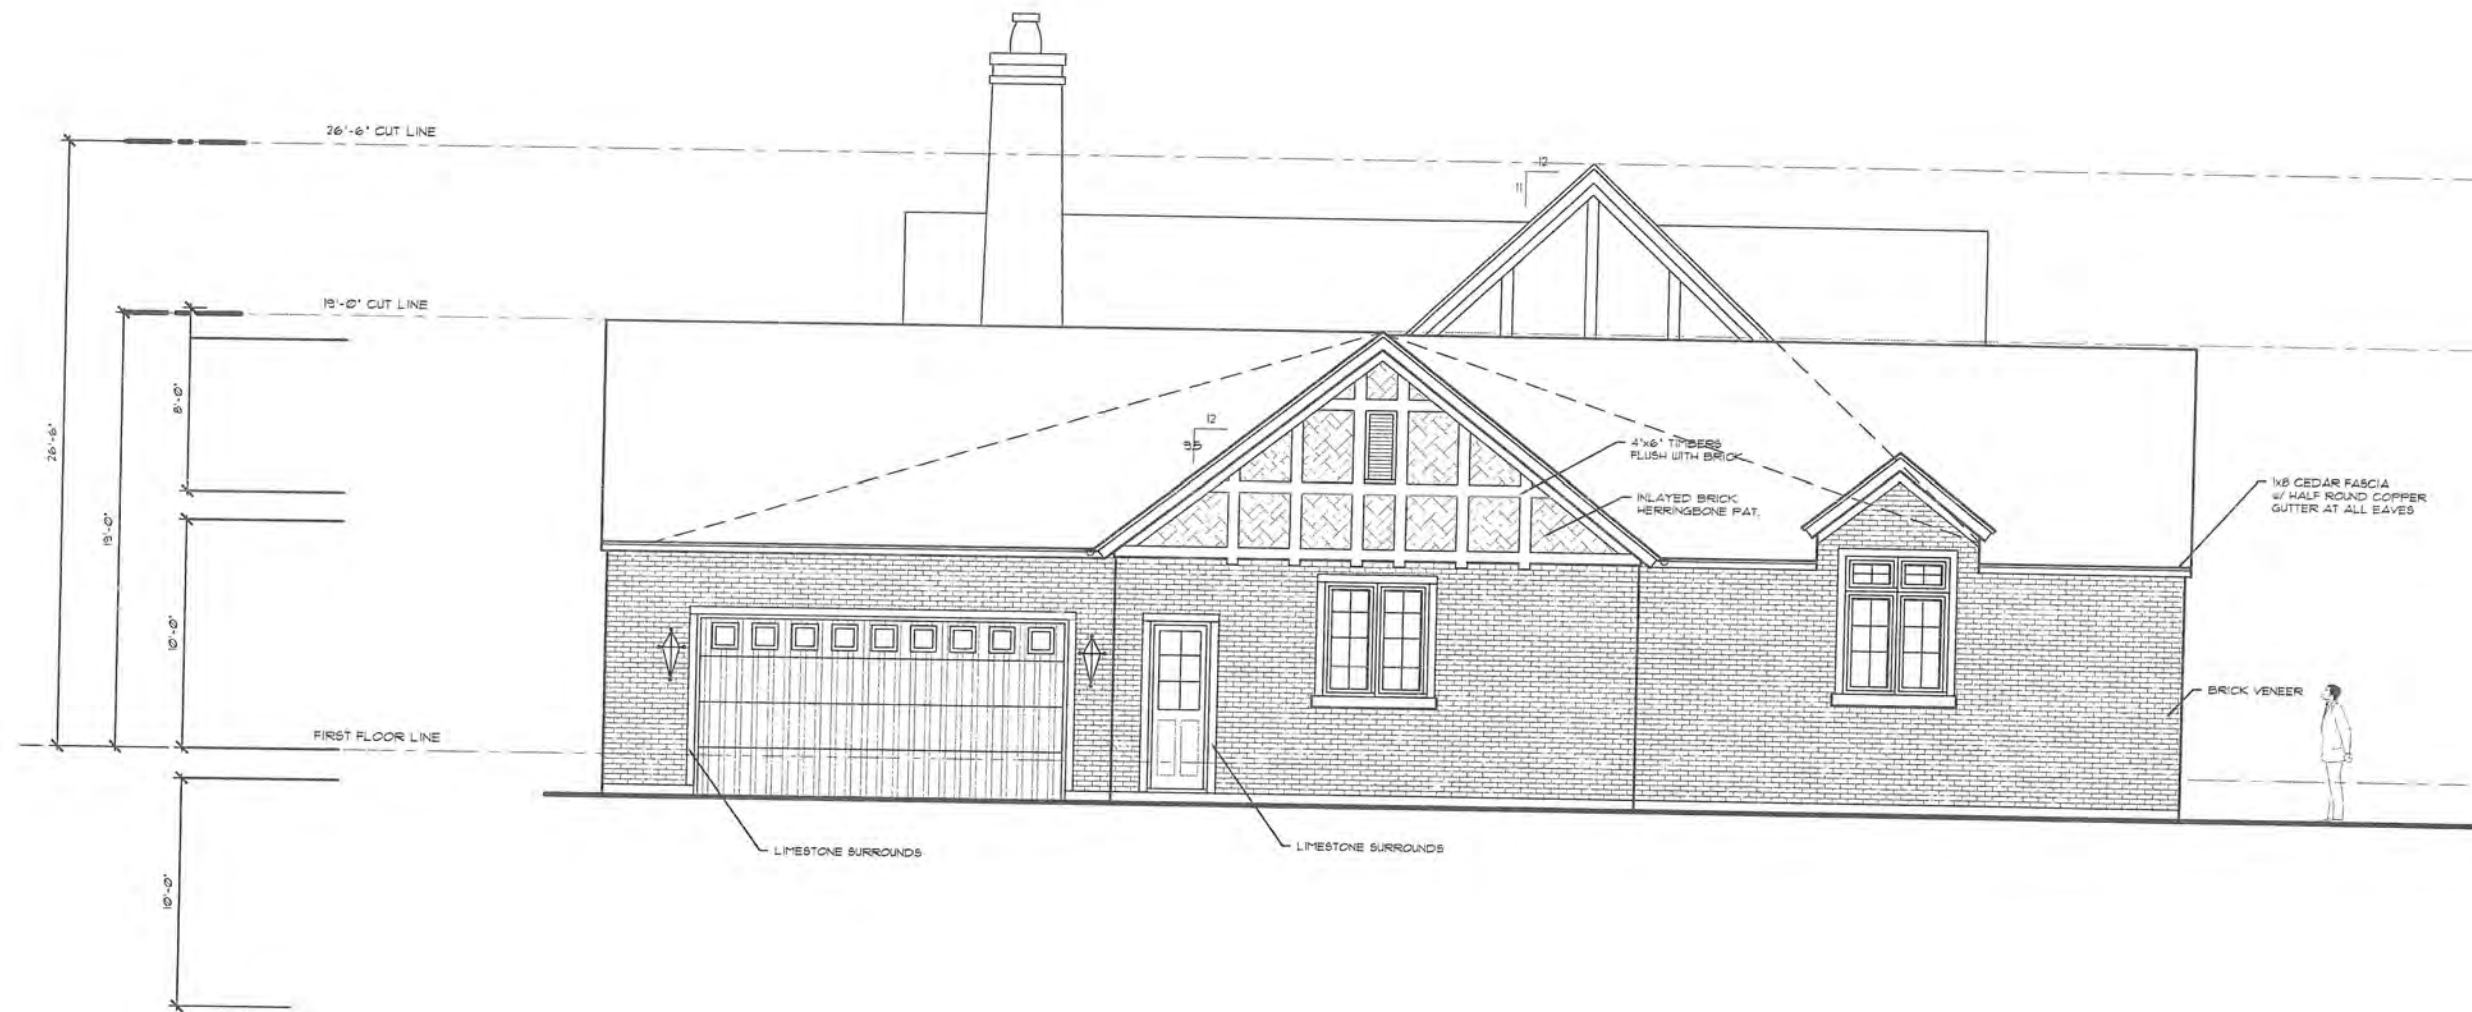 26'-6" CUT LINE
12
11
19'-0" CUT LINE
8'-0"
26'-6"
12
9.5
4"x6" TIMBERS
FLUSH WITH BRICK
INLAYED BRICK
HERRINGBONE PAT.
1x8 CEDAR FASCIA
w/ HALF ROUND COPPER
GUTTER AT ALL EAVES
19'-0"
10'-0"
BRICK VENEER
FIRST FLOOR LINE
LIMESTONE SURROUNDS
LIMESTONE SURROUNDS
10'-0"